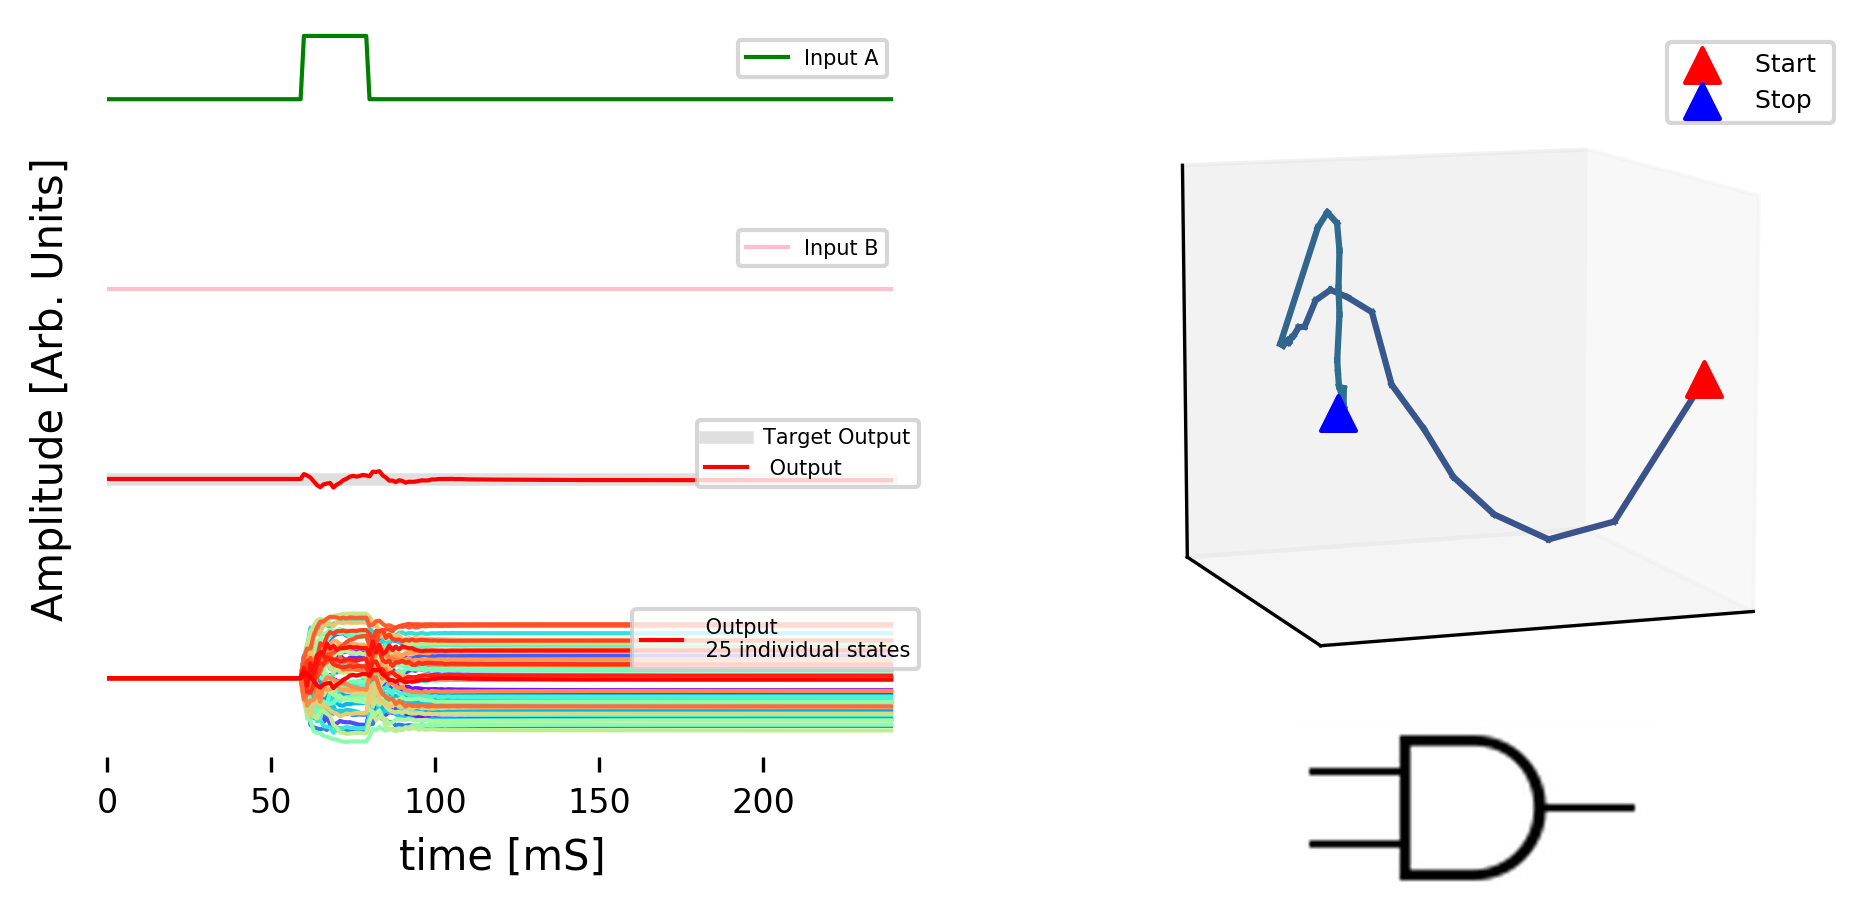 Amplitude [Arb. Units]
Input A
Input B
Target Output
Output
Output
25 individual states
0 50 100 150 200
time [mS]
Start
Stop